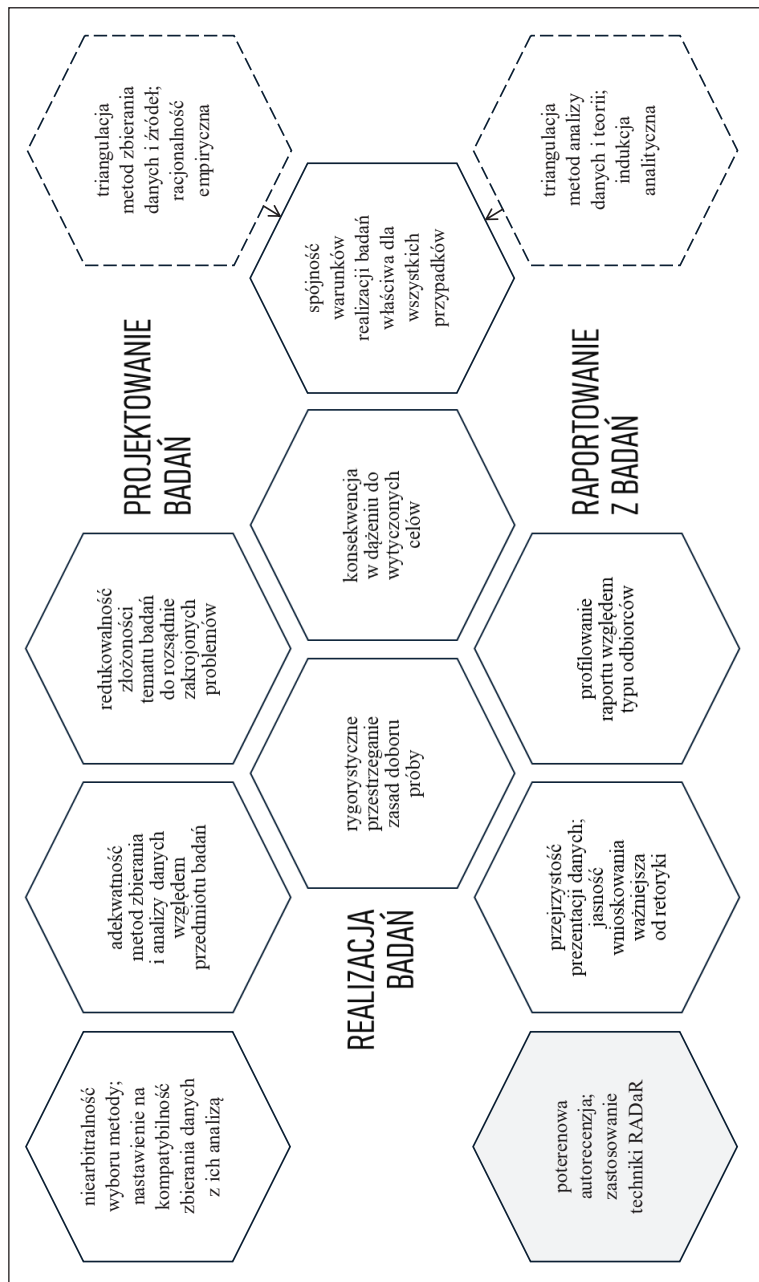 niearbitralność
wyboru metody;
nastawienie na
kompatybilność
zbierania danych
z ich analizą
adekwatność
metod zbierania
i analizy danych
względem
przedmiotu badań
redukowalność
złożoności
tematu badań
do rozsądnie
zakrojonych
problemów
PROJEKTOWANIE
BADAŃ
triangulacja
metod zbierania
danych i źródeł;
racjonalność
empiryczna
REALIZACJA
BADAŃ
rygorystyczne
przestrzeganie
zasad doboru
próby
konsekwencja
w dążeniu do
wytyczonych
celów
spójność
warunków
realizacji badań
właściwa dla
wszystkich
przypadków
poterenowa
autorecenzja;
zastosowanie
techniki RADaR
przejrzystość
prezentacji danych;
jasność
wnioskowania
ważniejsza
od retoryki
profilowanie
raportu względem
typu odbiorców
RAPORTOWANIE
Z BADAŃ
triangulacja
metod analizy
danych i teorii;
indukcja
analityczna